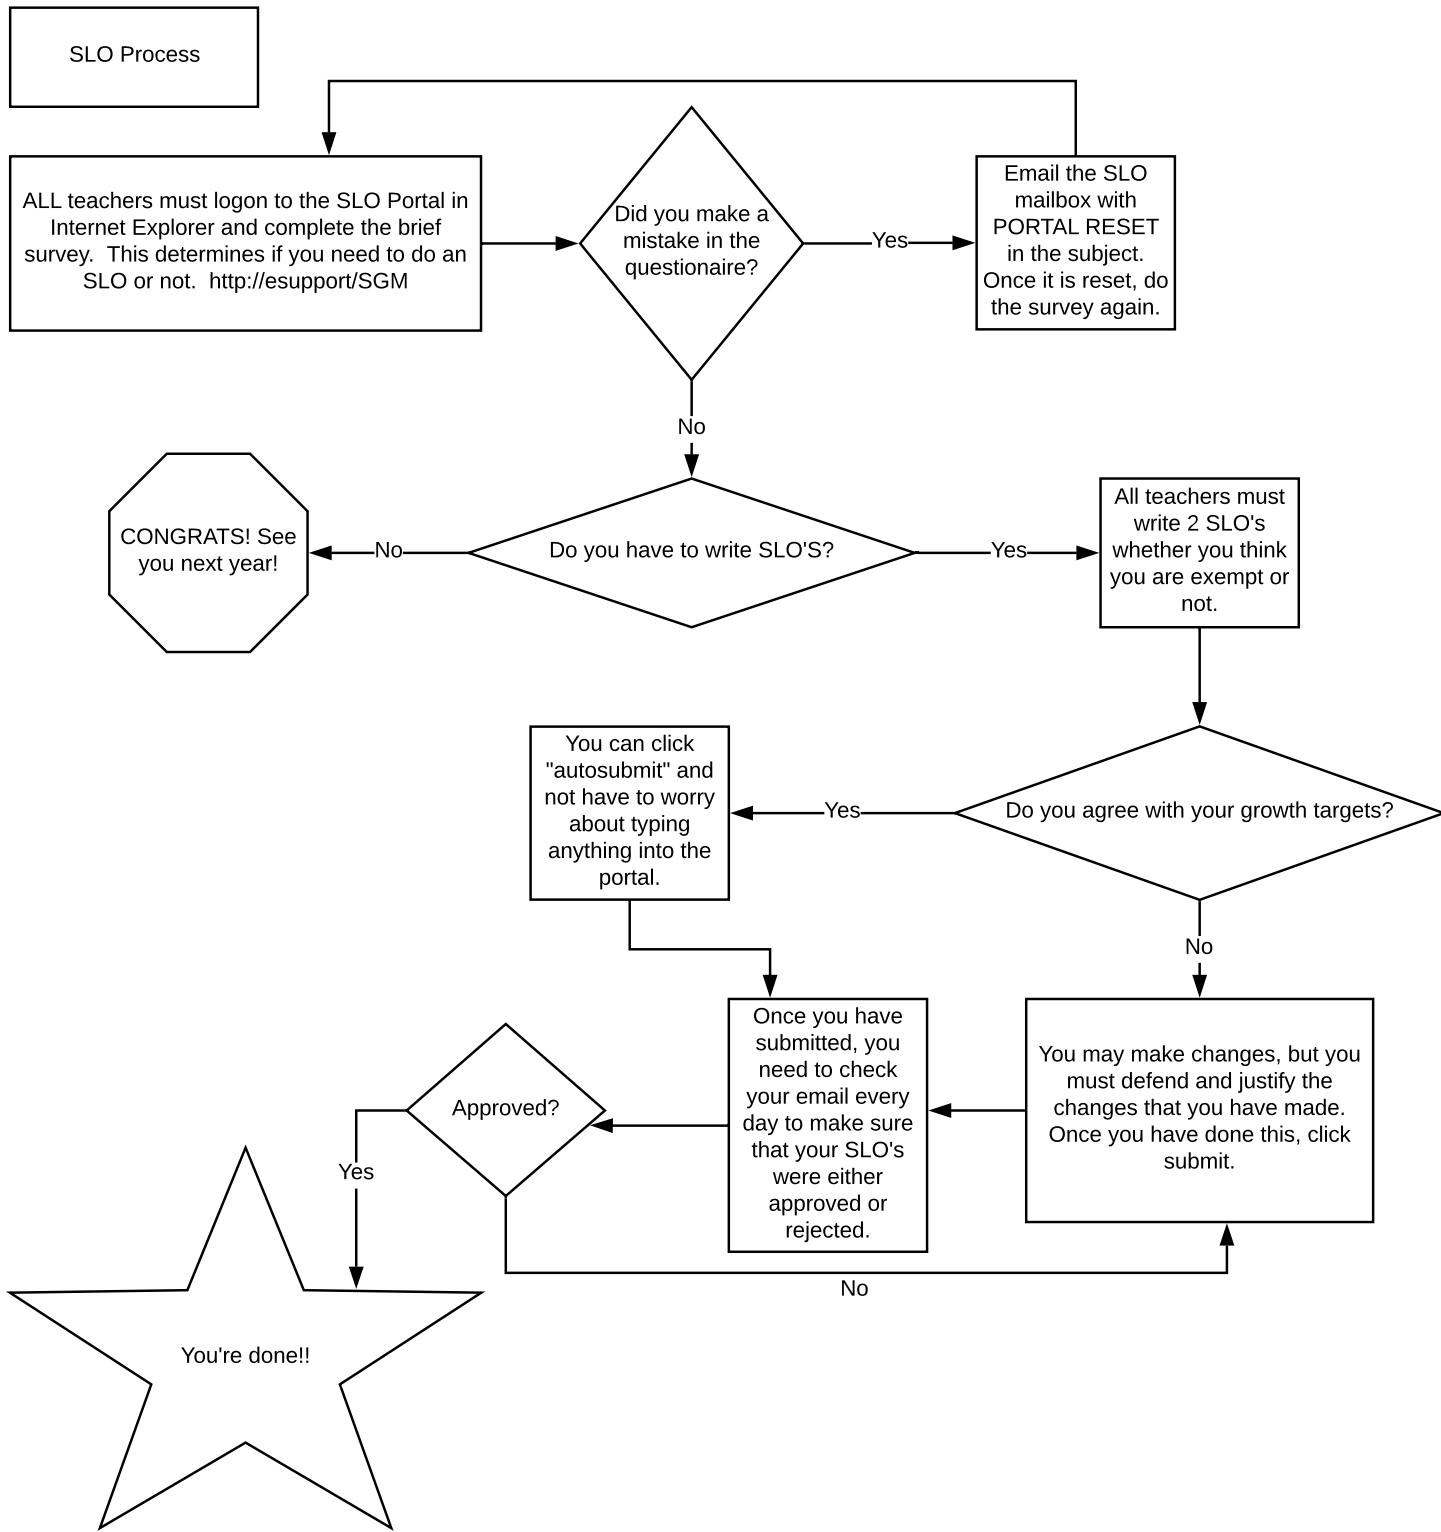 SLO Process
ALL teachers must logon to the SLO Portal in
Internet Explorer and complete the brief
survey.  This determines if you need to do an
SLO or not.  http://esupport/SGM
Did you make a
mistake in the
questionaire?
Yes
Email the SLO
mailbox with
PORTAL RESET
in the subject.
Once it is reset, do
the survey again.
No
CONGRATS! See
you next year!
No
Do you have to write SLO'S?
Yes
All teachers must
write 2 SLO's
whether you think
you are exempt or
not.
You can click
"autosubmit" and
not have to worry
about typing
anything into the
portal.
Yes
Do you agree with your growth targets?
No
Approved?
Once you have
submitted, you
need to check
your email every
day to make sure
that your SLO's
were either
approved or
rejected.
You may make changes, but you
must defend and justify the
changes that you have made.
Once you have done this, click
submit.
Yes
No
You're done!!